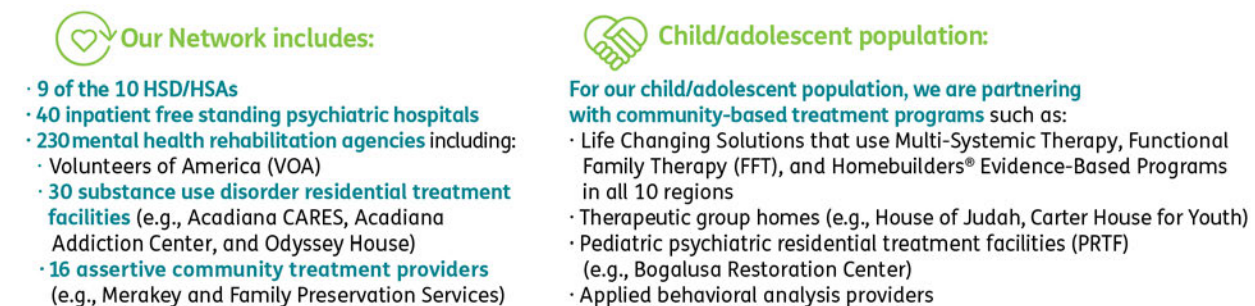 Our Network includes:
· 9 of the 10 HSD/HSAs
· 40 inpatient free standing psychiatric hospitals
· 230 mental health rehabilitation agencies including:
· Volunteers of America (VOA)
· 30 substance use disorder residential treatment
facilities (e.g., Acadiana CARES, Acadiana
Addiction Center, and Odyssey House)
· 16 assertive community treatment providers
(e.g., Merakey and Family Preservation Services)
Child/adolescent population:
For our child/adolescent population, we are partnering
with community-based treatment programs such as:
· Life Changing Solutions that use Multi-Systemic Therapy, Functional
Family Therapy (FFT), and Homebuilders® Evidence-Based Programs
in all 10 regions
· Therapeutic group homes (e.g., House of Judah, Carter House for Youth)
· Pediatric psychiatric residential treatment facilities (PRTF)
(e.g., Bogalusa Restoration Center)
· Applied behavioral analysis providers